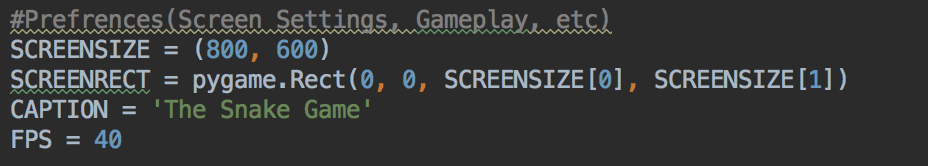 #Prefrences(Screen Settings, Gameplay, etc)
SCREENSIZE = (800, 600)
SCREENRECT = pygame.Rect(0, 0, SCREENSIZE[0], SCREENSIZE[1])
CAPTION = 'The Snake Game'
FPS = 40